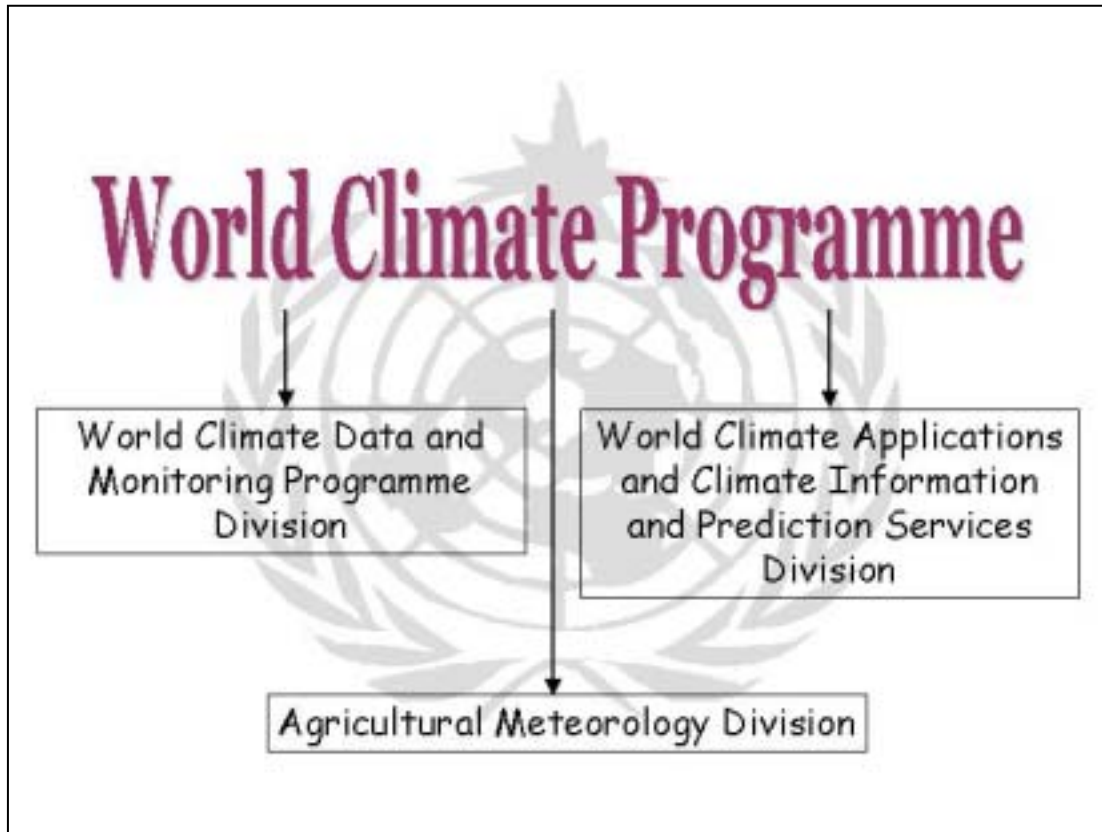 World Climate Programme
World Climate Data and
Monitoring Programme
Division
World Climate Applications
and Climate Information
and Prediction Services
Division
Agricultural Meteorology Division